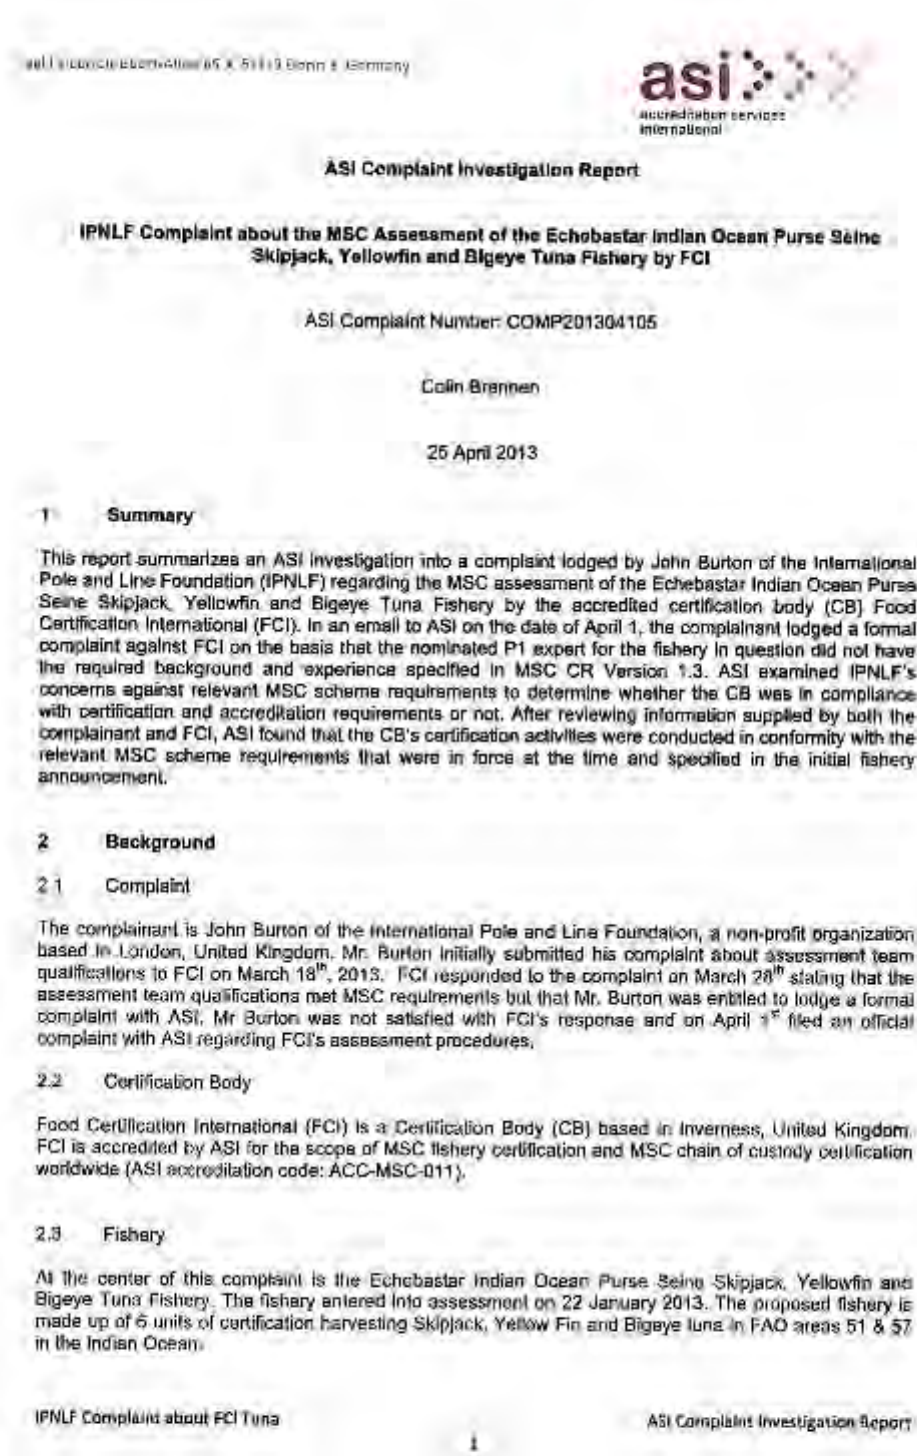 Bonn • Germany
asi
accreditation services
international
ASI Complaint Investigation Report
IPNLF Complaint about the MSC Assessment of the Echebastar Indian Ocean Purse Seine
Skipjack, Yellowfin and Bigeye Tuna Fishery by FCI
ASI Complaint Number: COMP201304105
Colin Brannen
25 April 2013
1 Summary
This report summarizes an ASI investigation into a complaint lodged by John Burton of the International
Pole and Line Foundation (IPNLF) regarding the MSC assessment of the Echebastar Indian Ocean Purse
Seine Skipjack, Yellowfin and Bigeye Tuna Fishery by the accredited certification body (CB) Food
Certification International (FCI). In an email to ASI on the date of April 1, the complainant lodged a formal
complaint against FCI on the basis that the nominated P1 expert for the fishery in question did not have
the required background and experience specified in MSC CR Version 1.3. ASI examined IPNLF's
concerns against relevant MSC scheme requirements to determine whether the CB was in compliance
with certification and accreditation requirements or not. After reviewing information supplied by both the
complainant and FCI, ASI found that the CB's certification activities were conducted in conformity with the
relevant MSC scheme requirements that were in force at the time and specified in the initial fishery
announcement.
2 Background
2.1 Complaint
The complainant is John Burton of the International Pole and Line Foundation, a non-profit organization
based in London, United Kingdom. Mr. Burton initially submitted his complaint about assessment team
qualifications to FCI on March 18th, 2013. FCI responded to the complaint on March 28th stating that the
assessment team qualifications met MSC requirements but that Mr. Burton was entitled to lodge a formal
complaint with ASI. Mr Burton was not satisfied with FCI's response and on April 1st filed an official
complaint with ASI regarding FCI's assessment procedures.
2.2 Certification Body
Food Certification International (FCI) is a Certification Body (CB) based in Inverness, United Kingdom.
FCI is accredited by ASI for the scope of MSC fishery certification and MSC chain of custody certification
worldwide (ASI accreditation code: ACC-MSC-011).
2.3 Fishery
At the center of this complaint is the Echebastar Indian Ocean Purse Seine Skipjack, Yellowfin and
Bigeye Tuna Fishery. The fishery entered into assessment on 22 January 2013. The proposed fishery is
made up of 6 units of certification harvesting Skipjack, Yellow Fin and Bigeye tuna in FAO areas 51 & 57
in the Indian Ocean.
IPNLF Complaint about FCI Tuna
ASI Complaint Investigation Report
1